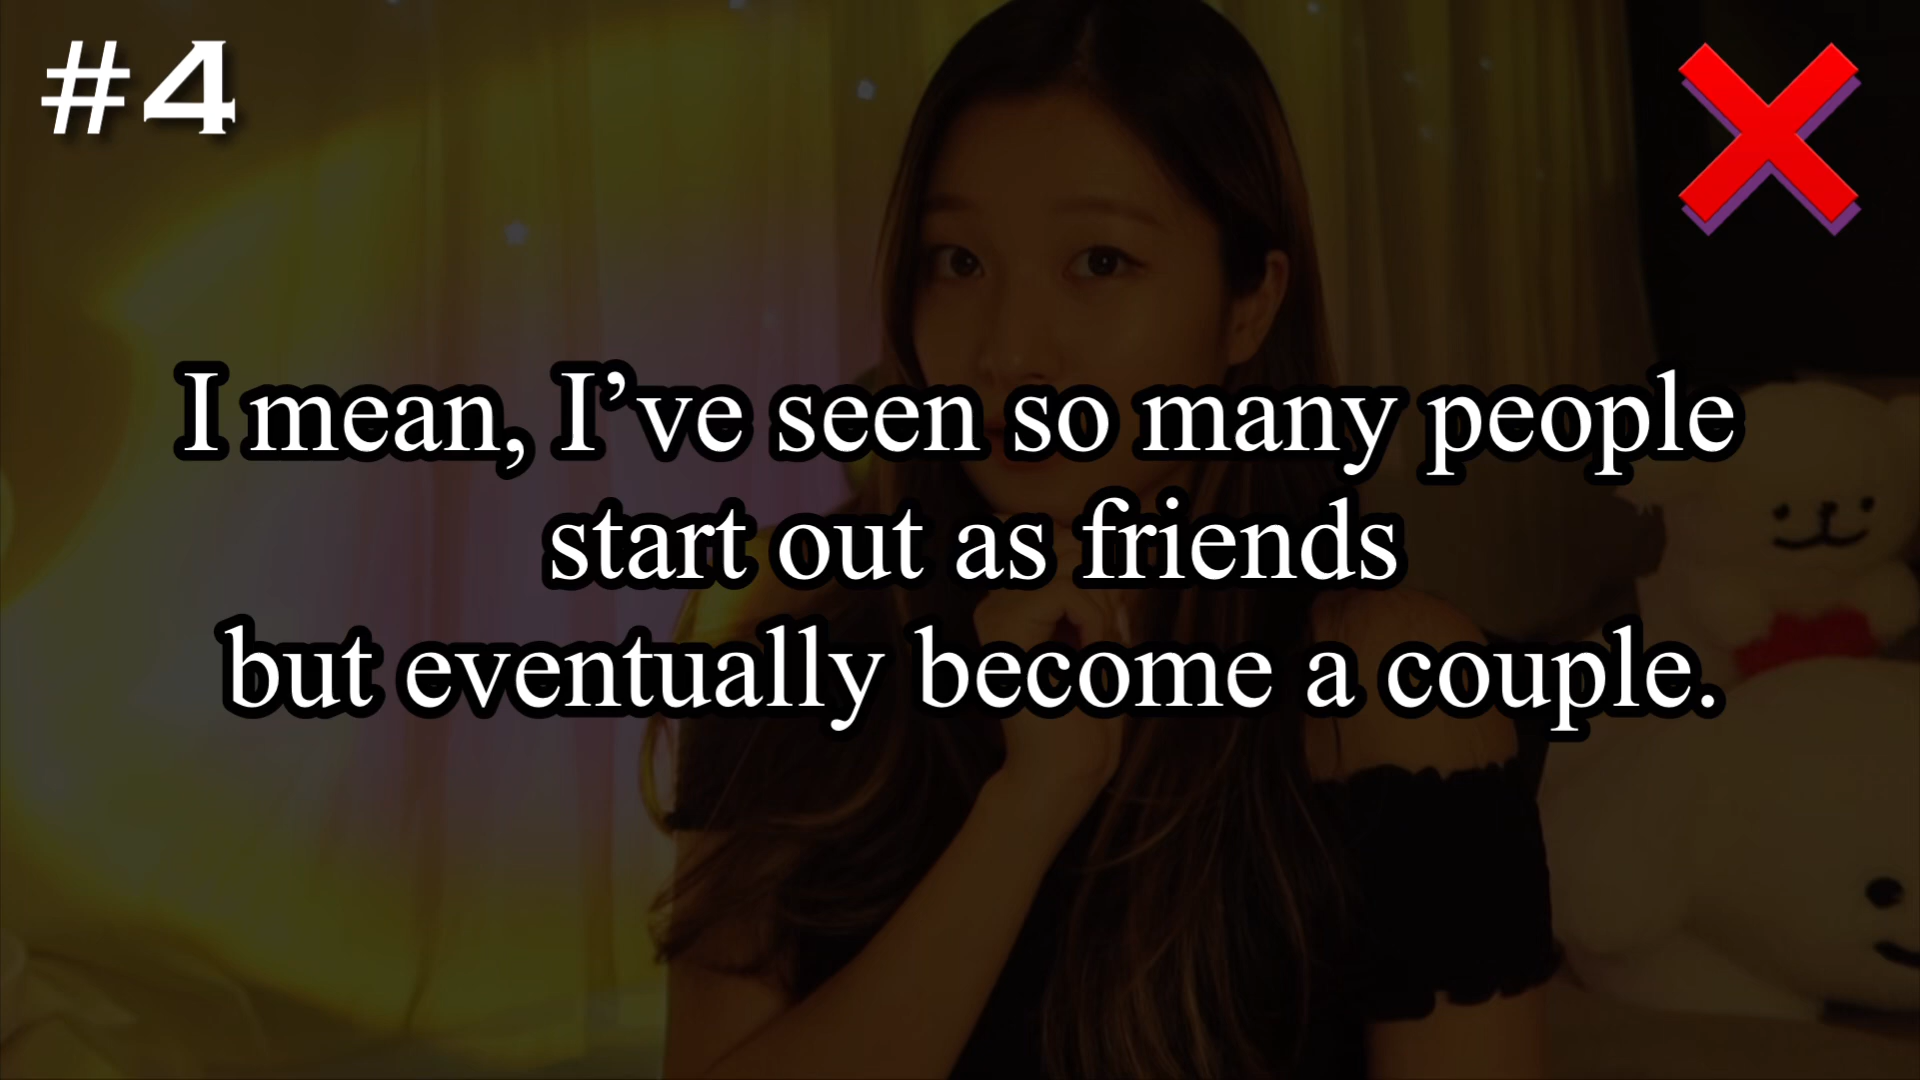 #4
I mean, I’ve seen so many people
start out as friends
but eventually become a couple.